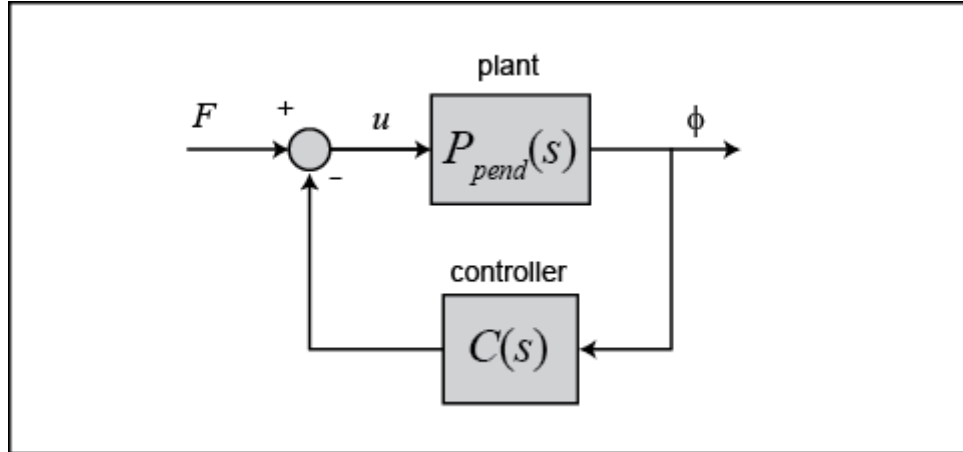 plant
F
+
-
u
P_pend(s)
ϕ
controller
C(s)